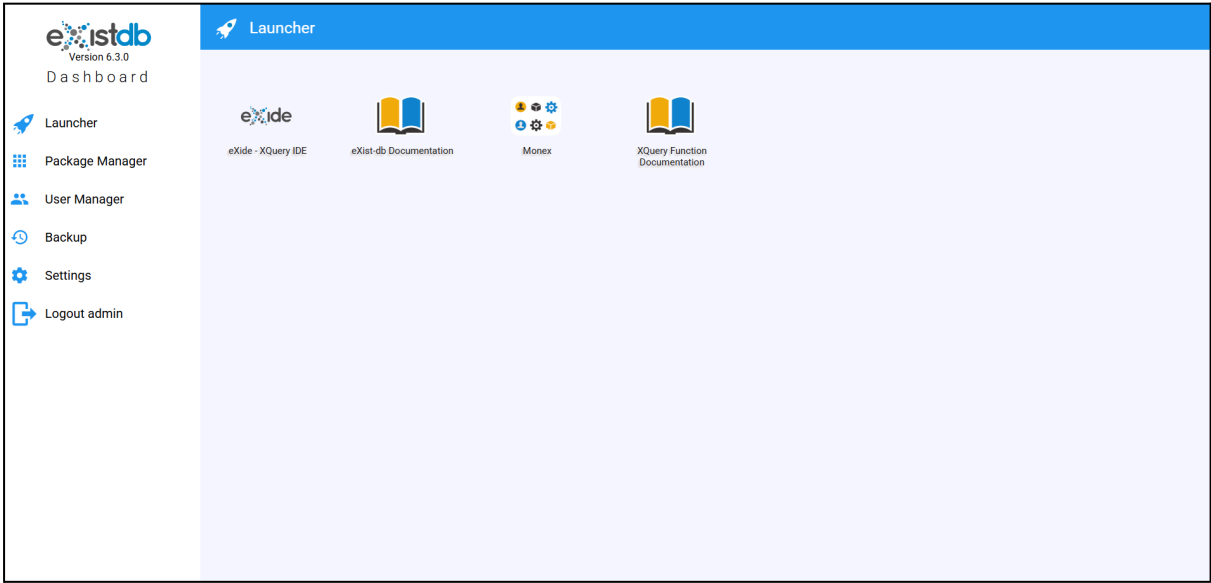 eXistdb
Version 6.3.0
Dashboard
Launcher
Package Manager
User Manager
Backup
Settings
Logout admin
Launcher
eXide
eXide - XQuery IDE
eXist-db Documentation
Monex
XQuery Function
Documentation